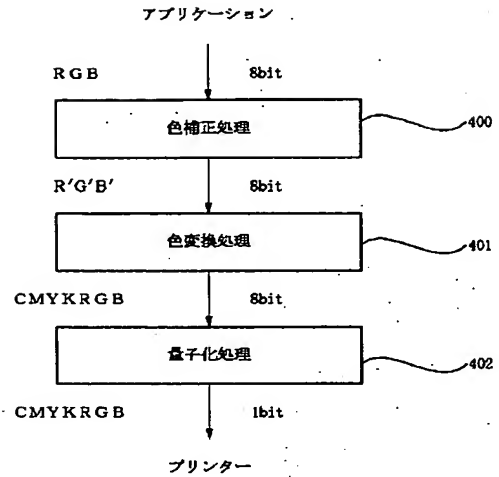 アプリケーション
RGB 8bit
色補正処理 400
R'G'B' 8bit
色変換処理 401
CMYKRGB 8bit
量子化処理 402
CMYKRGB 1bit
プリンター